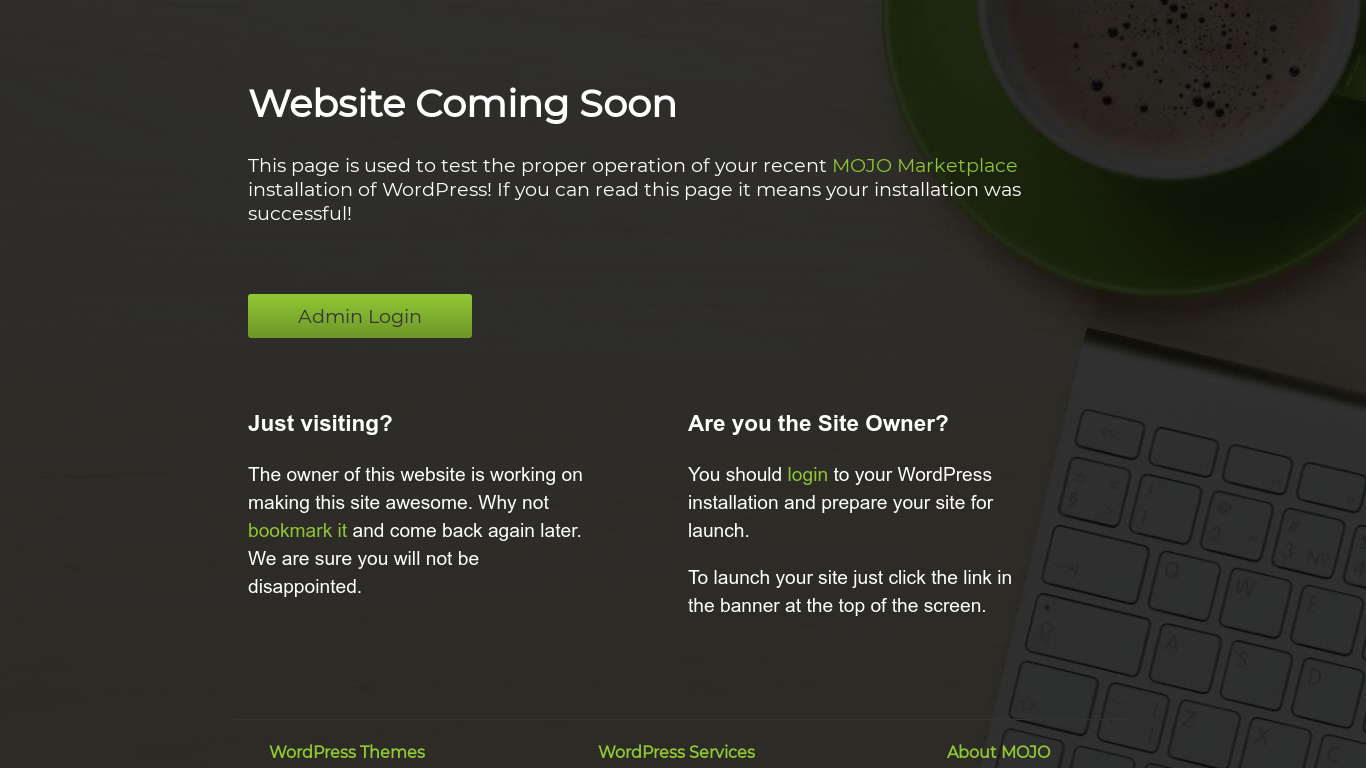 Website Coming Soon
This page is used to test the proper operation of your recent MOJO Marketplace
installation of WordPress! If you can read this page it means your installation was
successful!
Admin Login
Just visiting?
The owner of this website is working on
making this site awesome. Why not
bookmark it and come back again later.
We are sure you will not be
disappointed.
Are you the Site Owner?
You should login to your WordPress
installation and prepare your site for
launch.
To launch your site just click the link in
the banner at the top of the screen.
WordPress Themes
WordPress Services
About MOJO